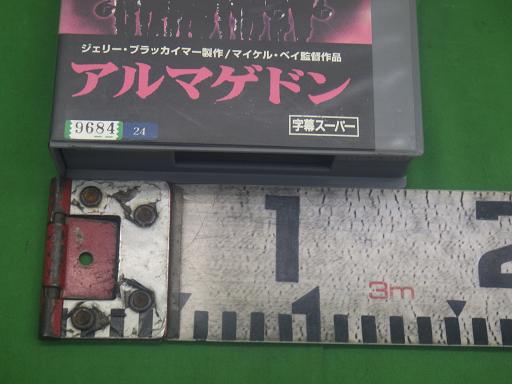 ジェリー・ブラッカイマー製作/マイケル・ベイ監督作品
アルマゲドン
9684 24
字幕スーパー
1 2
3m